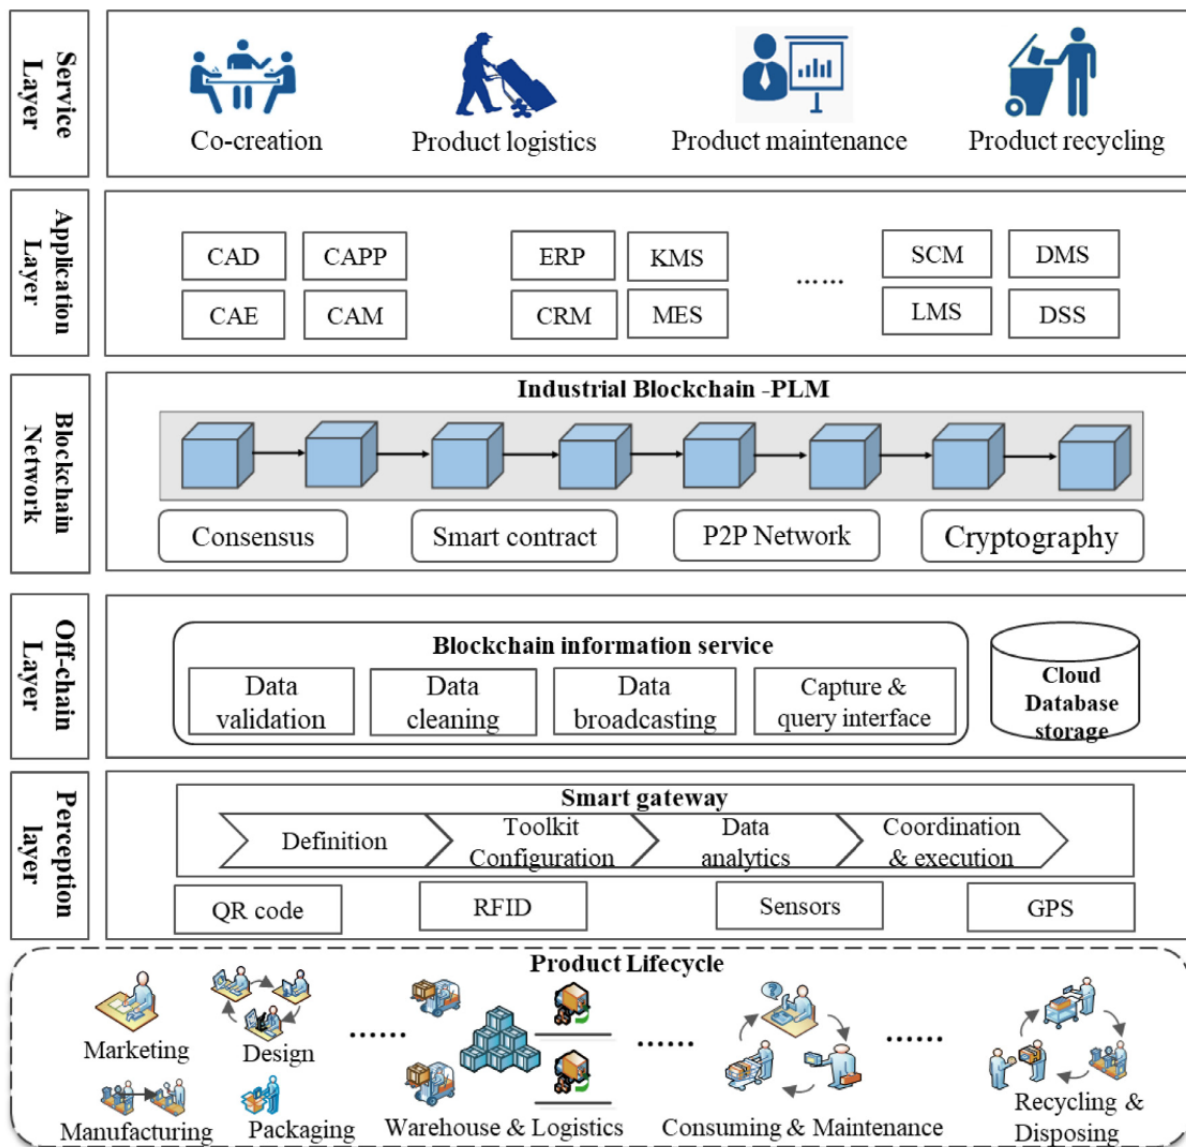 Service
Layer
Co-creation
Product logistics
Product maintenance
Product recycling
Application
Layer
CAD
CAPP
ERP
KMS
SCM
DMS
......
CAE
CAM
CRM
MES
LMS
DSS
Blockchain
Network
Industrial Blockchain -PLM
Consensus
Smart contract
P2P Network
Cryptography
Off-chain
Layer
Blockchain information service
Data
validation
Data
cleaning
Data
broadcasting
Capture &
query interface
Cloud
Database
storage
Perception
layer
Smart gateway
Definition
Toolkit
Configuration
Data
analytics
Coordination
& execution
QR code
RFID
Sensors
GPS
Product Lifecycle
Marketing
Design
......
......
......
Manufacturing
Packaging
Warehouse & Logistics
Consuming & Maintenance
Recycling &
Disposing